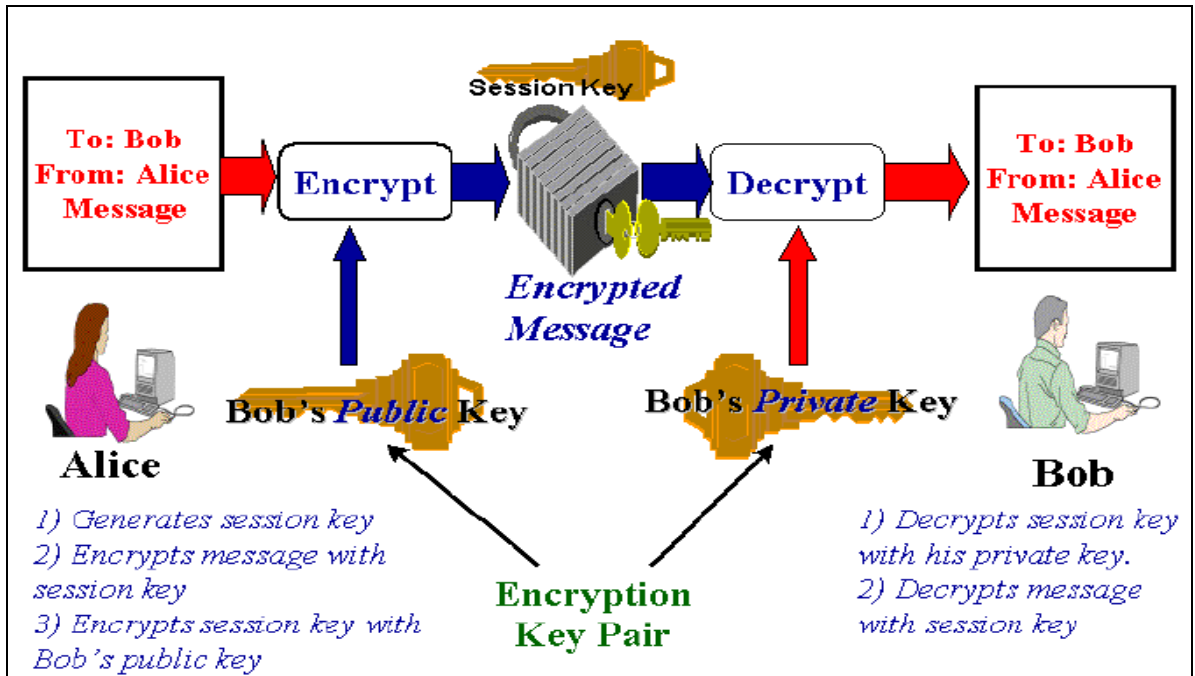 Session Key
To: Bob
From: Alice
Message
Encrypt
Decrypt
To: Bob
From: Alice
Message
Encrypted
Message
Bob's Public Key
Bob's Private Key
Alice
Bob
1) Generates session key
2) Encrypts message with
session key
3) Encrypts session key with
Bob's public key
Encryption
Key Pair
1) Decrypts session key
with his private key.
2) Decrypts message
with session key